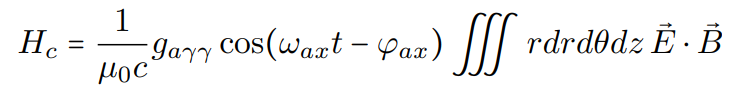 $H_c = \frac{1}{\mu_0 c} g_{a\gamma\gamma} \cos(\omega_{ax} t - \varphi_{ax}) \iiint r dr d\theta dz \, \vec{E} \cdot \vec{B}$